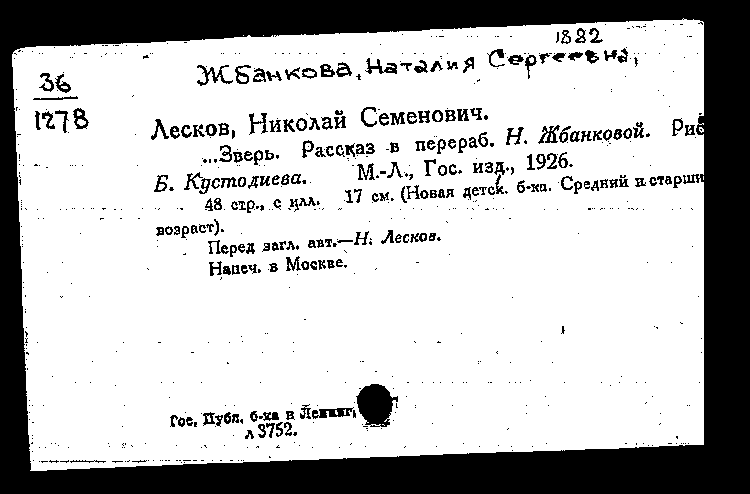 1882
Жбанкова, Наталия Сергеевна,
36
1278
Лесков, Николай Семенович.
...Зверь. Рассказ в перераб. Н. Жбанковой. Рис
Б. Кустодиева. М.-Л., Гос. изд., 1926.
48 стр., с илл. 17 см. (Новая детск. б-ка. Средний и старши
возраст).
Перед загл. авт.—Н. Лесков.
Напеч. в Москве.
Гос. Публ. б-ка в Ленинг
л 3752.